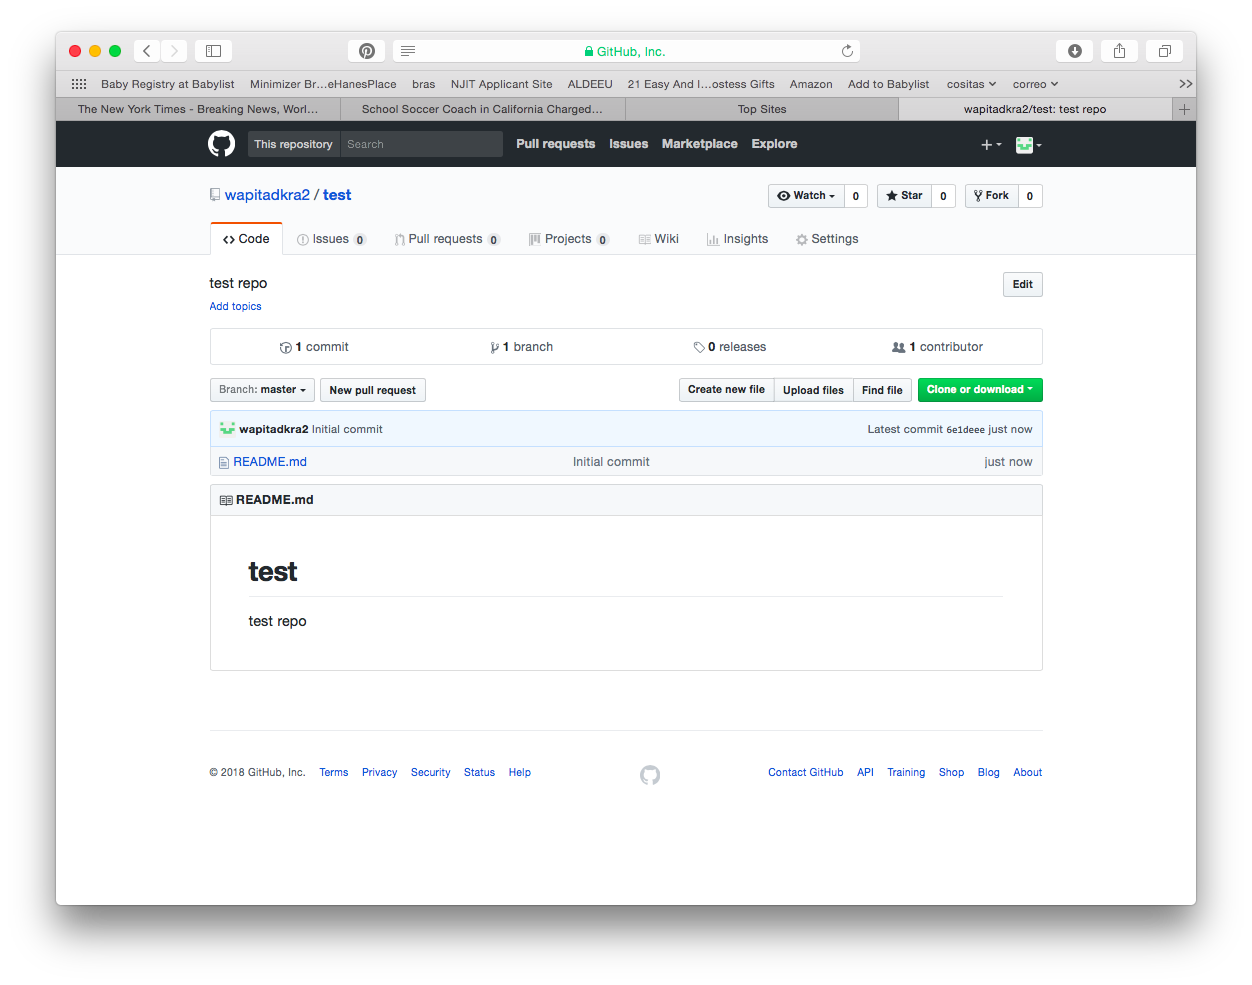 GitHub, Inc.
Baby Registry at Babylist Minimizer Br...eHanesPlace bras NJIT Applicant Site ALDEEU 21 Easy And I...ostess Gifts Amazon Add to Babylist cositas correo
The New York Times - Breaking News, Worl... School Soccer Coach in California Charged... Top Sites wapitadkra2/test: test repo
This repository Search Pull requests Issues Marketplace Explore
wapitadkra2 / test Watch 0 Star 0 Fork 0
Code Issues 0 Pull requests 0 Projects 0 Wiki Insights Settings
test repo Edit
Add topics
1 commit 1 branch 0 releases 1 contributor
Branch: master New pull request Create new file Upload files Find file Clone or download
wapitadkra2 Initial commit Latest commit 6e1deee just now
README.md Initial commit just now
README.md
test
test repo
© 2018 GitHub, Inc. Terms Privacy Security Status Help Contact GitHub API Training Shop Blog About